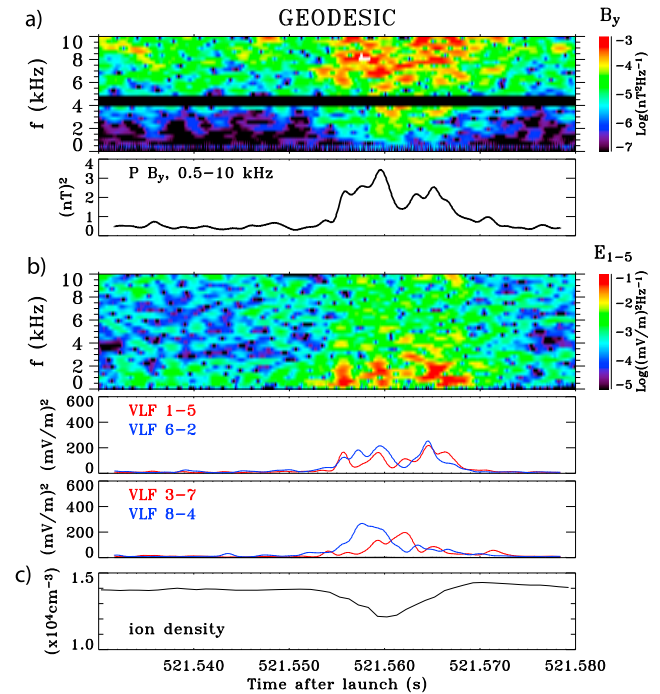 GEODESIC
a)
B_y
10
8
6
4
2
0
f (kHz)
-3
-4
-5
-6
-7
Log(nT²Hz⁻¹)
P By, 0.5-10 kHz
4
3
2
1
0
(nT)²
b)
E₁₋₅
10
8
6
4
2
0
f (kHz)
-1
-2
-3
-4
-5
Log((mV/m)²Hz⁻¹)
VLF 1-5
VLF 6-2
600
400
200
0
(mV/m)²
VLF 3-7
VLF 8-4
600
400
200
0
(mV/m)²
c)
1.5
1.0
(x10⁴cm⁻³)
ion density
521.540 521.550 521.560 521.570 521.580
Time after launch (s)